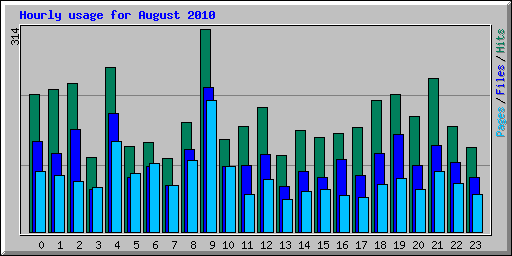 Hourly usage for August 2010
314
Pages/Files/Hits
0 1 2 3 4 5 6 7 8 9 10 11 12 13 14 15 16 17 18 19 20 21 22 23